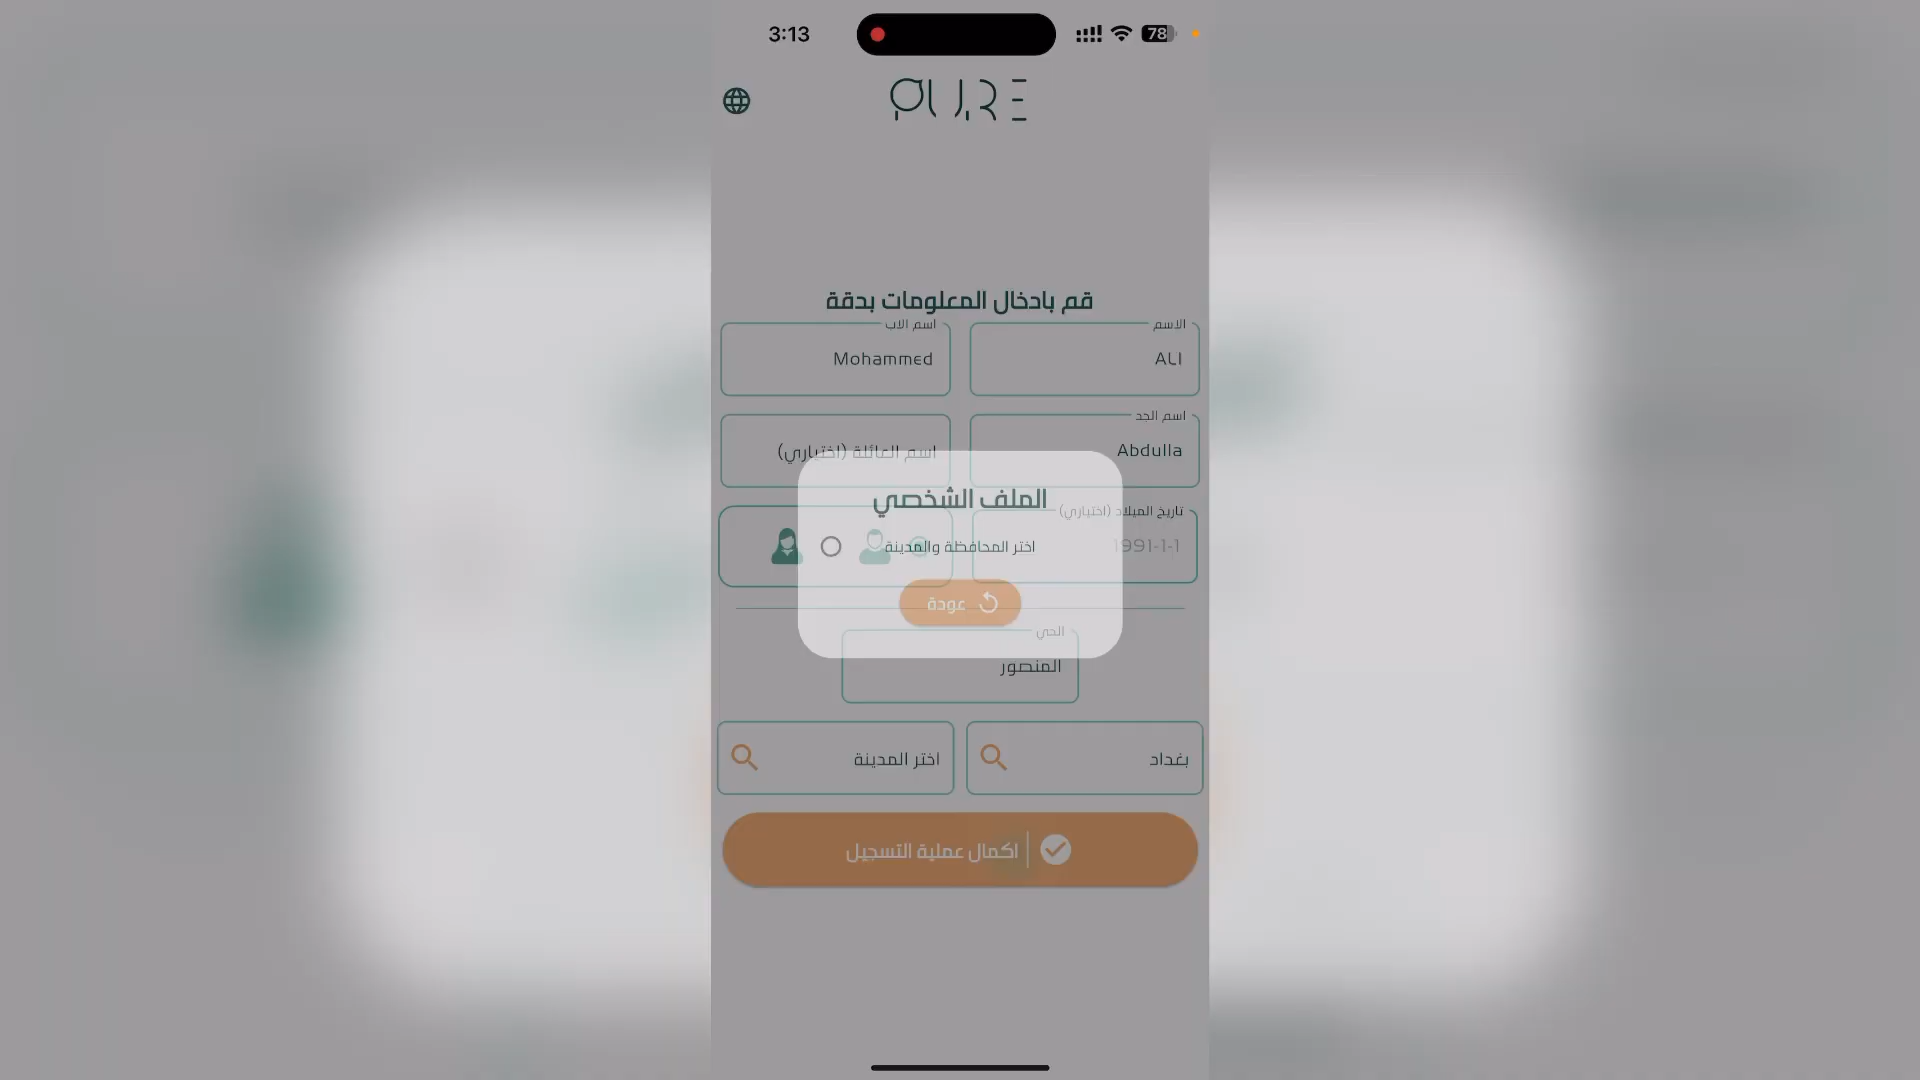 3:13
78
PURE
قم بادخال المعلومات بدقة
الاسم
ALI
اسم الاب
Mohammed
اسم الجد
Abdulla
اسم العائلة (اختياري)
الملف الشخصي
تاريخ الميلاد (اختياري)
1991-1-1
اختر المحافظة والمدينة
عودة
الحي
المنصور
بغداد
اختر المدينة
اكمال عملية التسجيل